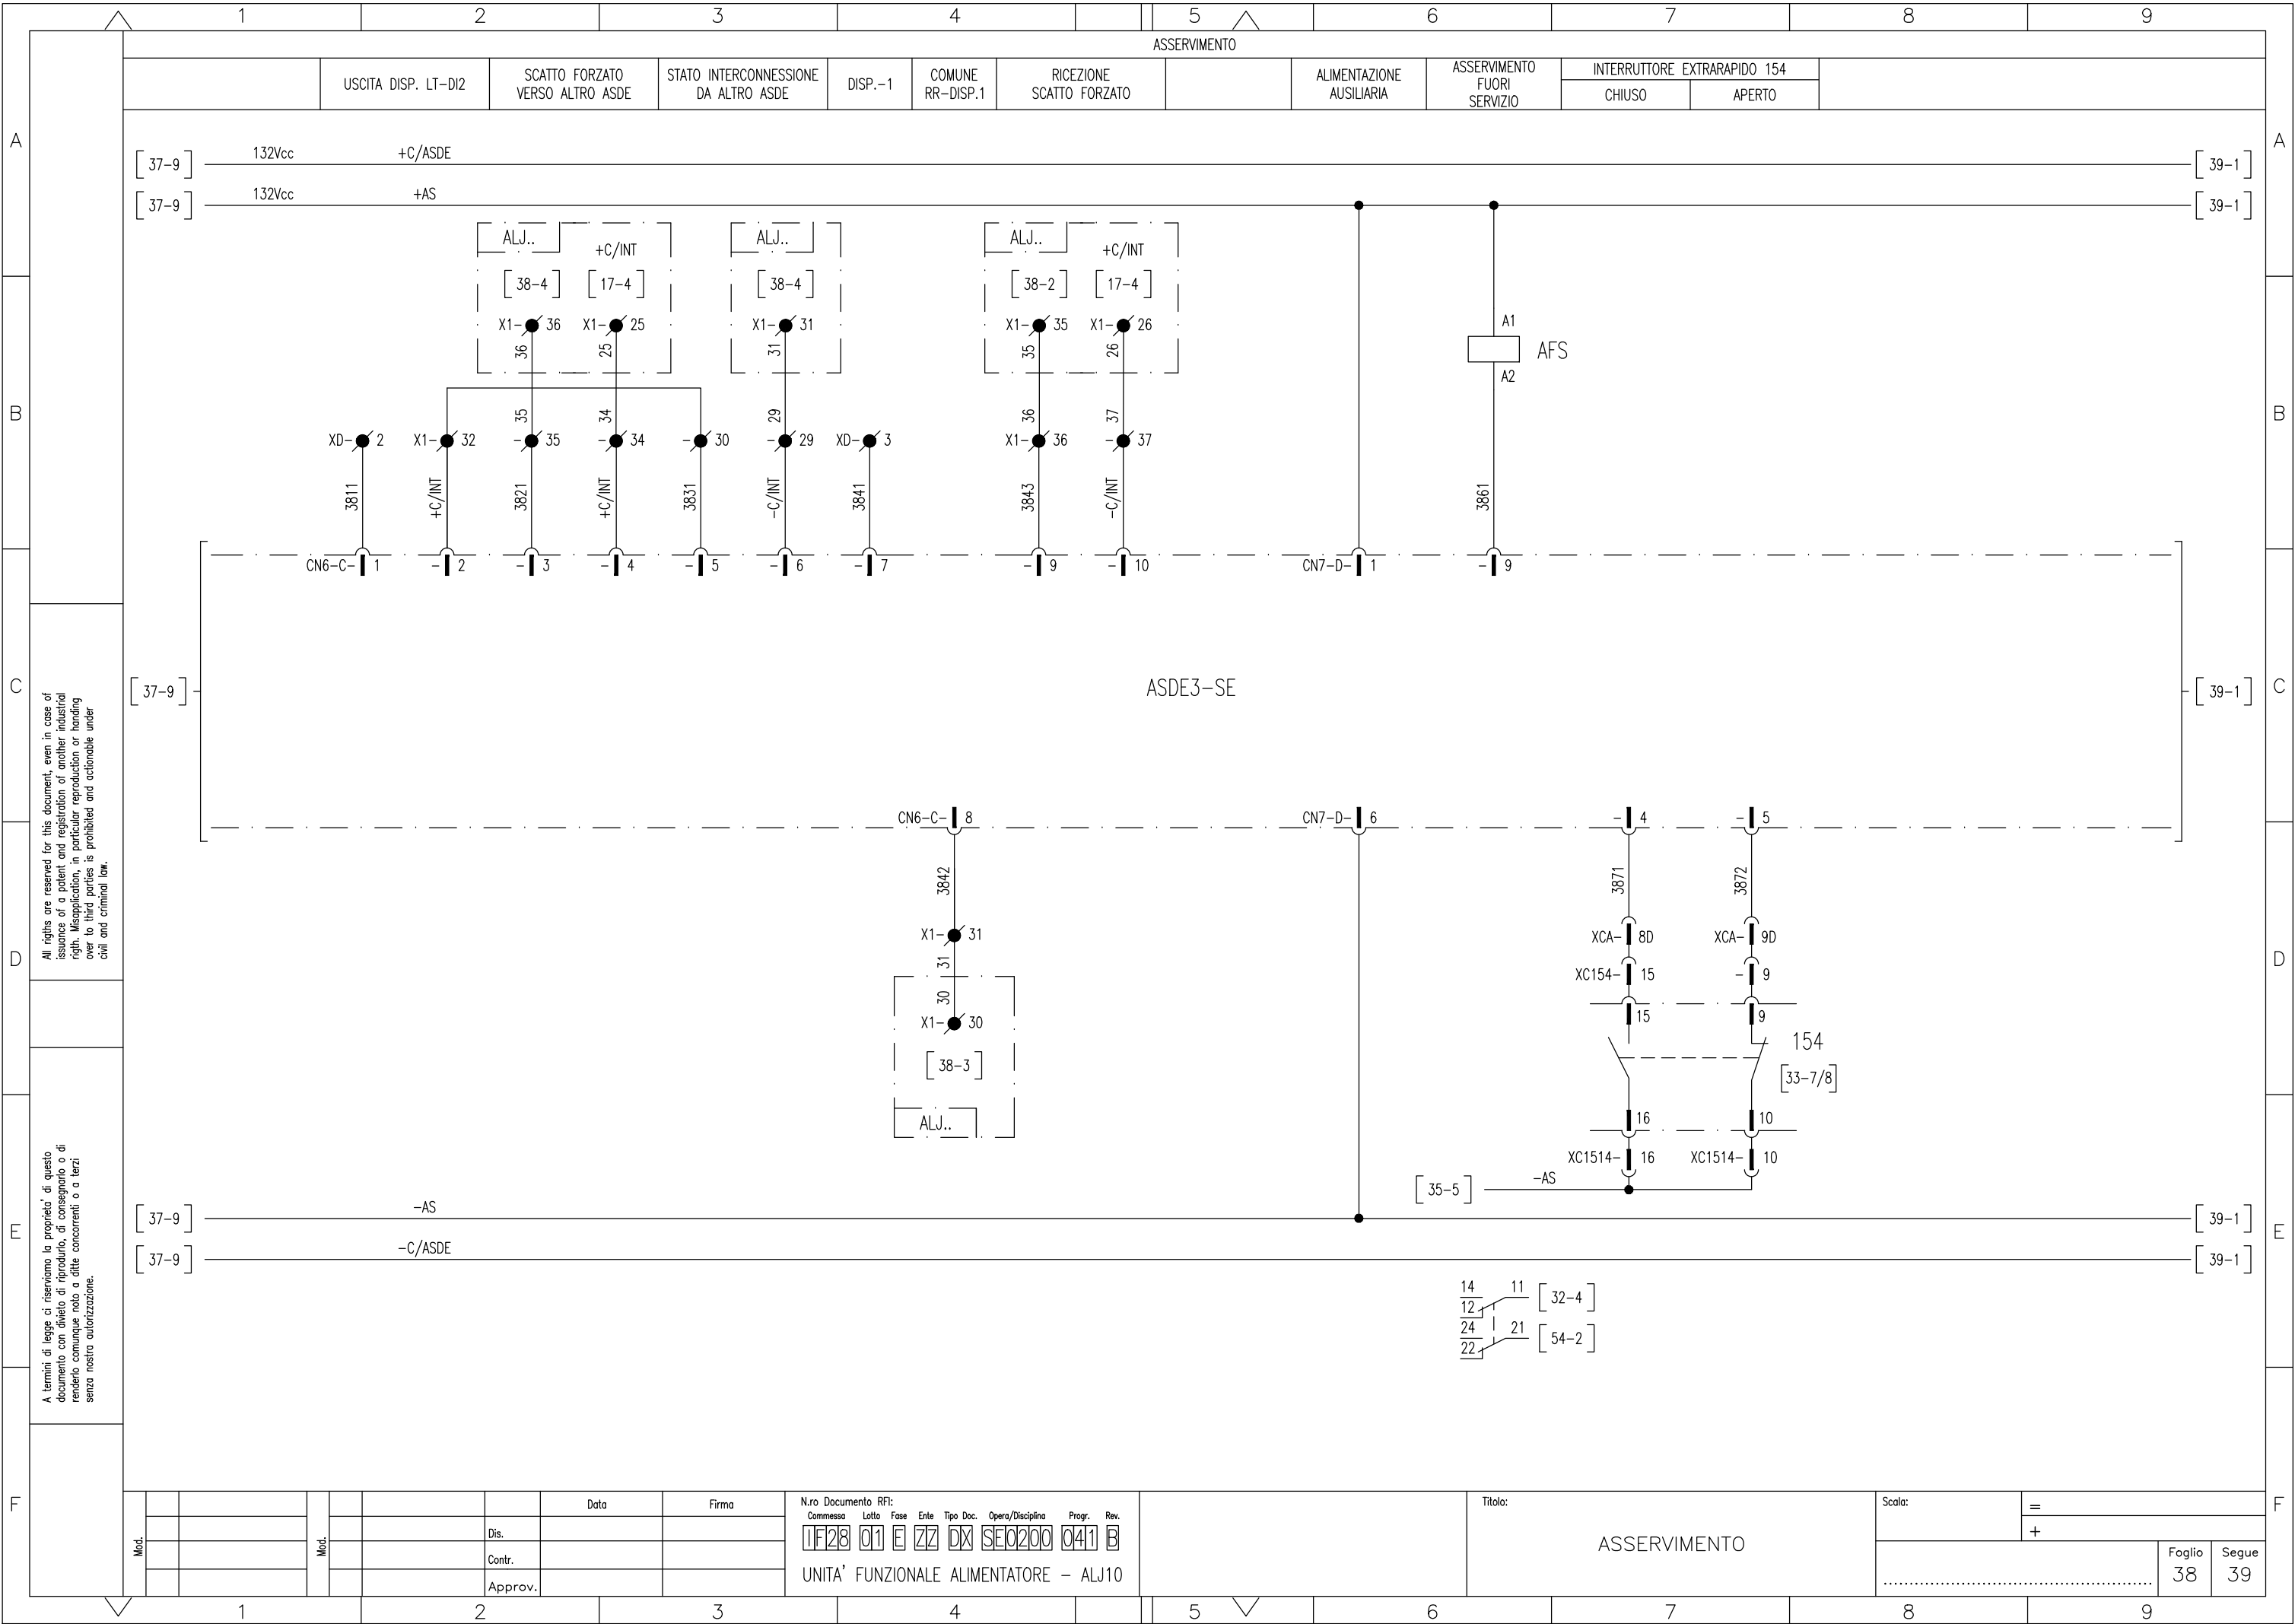 1 2 3 4 5 6 7 8 9
ASSERVIMENTO
USCITA DISP. LT-DI2
SCATTO FORZATO
VERSO ALTRO ASDE
STATO INTERCONNESSIONE
DA ALTRO ASDE
DISP.-1
COMUNE
RR-DISP.1
RICEZIONE
SCATTO FORZATO
ALIMENTAZIONE
AUSILIARIA
ASSERVIMENTO
FUORI
SERVIZIO
INTERRUTTORE EXTRARAPIDO 154
CHIUSO APERTO
A A
37-9 132Vcc +C/ASDE 39-1
37-9 132Vcc +AS 39-1
ALJ.. +C/INT ALJ.. ALJ.. +C/INT
38-4 17-4 38-4 38-2 17-4
X1- 36 X1- 25 X1- 31 X1- 35 X1- 26
36 25 31 35 26
A1
AFS
A2
35 34 29 36 37
B B
XD- 2 X1- 32 - 35 - 34 - 30 - 29 XD- 3 X1- 36 - 37
3811 +C/INT 3821 +C/INT 3831 -C/INT 3841 3843 -C/INT 3861
CN6-C- 1 - 2 - 3 - 4 - 5 - 6 - 7 - 9 - 10 CN7-D- 1 - 9
C C
37-9 ASDE3-SE 39-1
CN6-C- 8 CN7-D- 6 - 4 - 5
3842 3871 3872
X1- 31 XCA- 8D XCA- 9D
D D
31 XC154- 15 - 9
30 15 9
X1- 30
154
38-3 33-7/8
ALJ.. 16 10
XC1514- 16 XC1514- 10
35-5 -AS
E E
37-9 -AS 39-1
37-9 -C/ASDE 39-1
14 11 32-4
12
24 21 54-2
22
All rigths are reserved for this document, even in case of
issuance of a patent and registration of another industrial
rigth. Misapplication, in particular reproduction or handing
over to third parties is prohibited and actionable under
civil and criminal law.
A termini di legge ci riserviamo la proprieta' di questo
documento con divieto di riprodurlo, di consegnarlo o di
renderlo comunque noto a ditte concorrenti o a terzi
senza nostra autorizzazione.
F F
Mod. Mod.
Data Firma
Dis.
Contr.
Approv.
N.ro Documento RFI:
Commessa Lotto Fase Ente Tipo Doc. Opera/Disciplina Progr. Rev.
IF28 01 E ZZ DX SE0200 041 B
UNITA' FUNZIONALE ALIMENTATORE - ALJ10
Titolo:
ASSERVIMENTO
Scala:
=
+
Foglio Segue
38 39
1 2 3 4 5 6 7 8 9